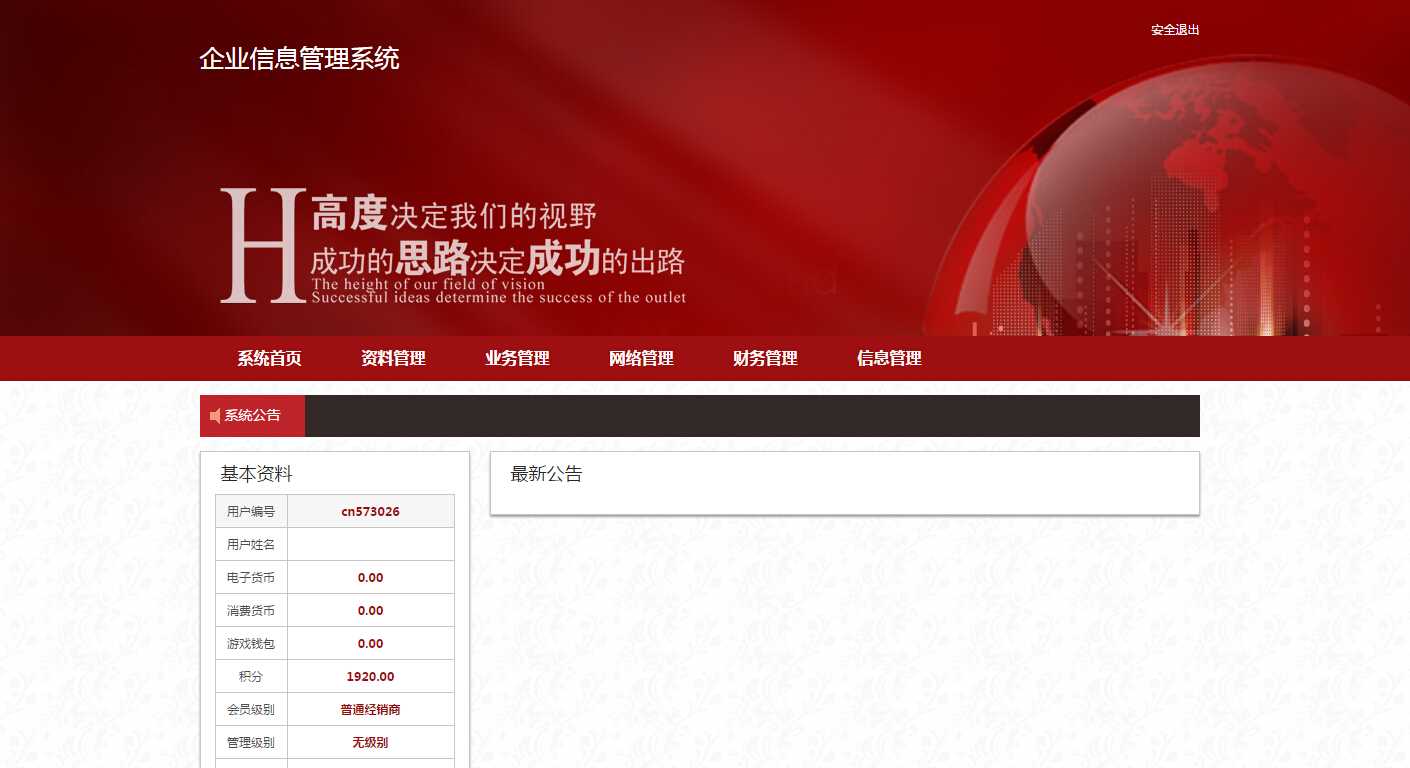 安全退出
企业信息管理系统
高度决定我们的视野
成功的思路决定成功的出路
The height of our field of vision
Successful ideas determine the success of the outlet
系统首页 资料管理 业务管理 网络管理 财务管理 信息管理
系统公告
基本资料
最新公告
用户编号 cn573026
用户姓名
电子货币 0.00
消费货币 0.00
游戏钱包 0.00
积分 1920.00
会员级别 普通经销商
管理级别 无级别